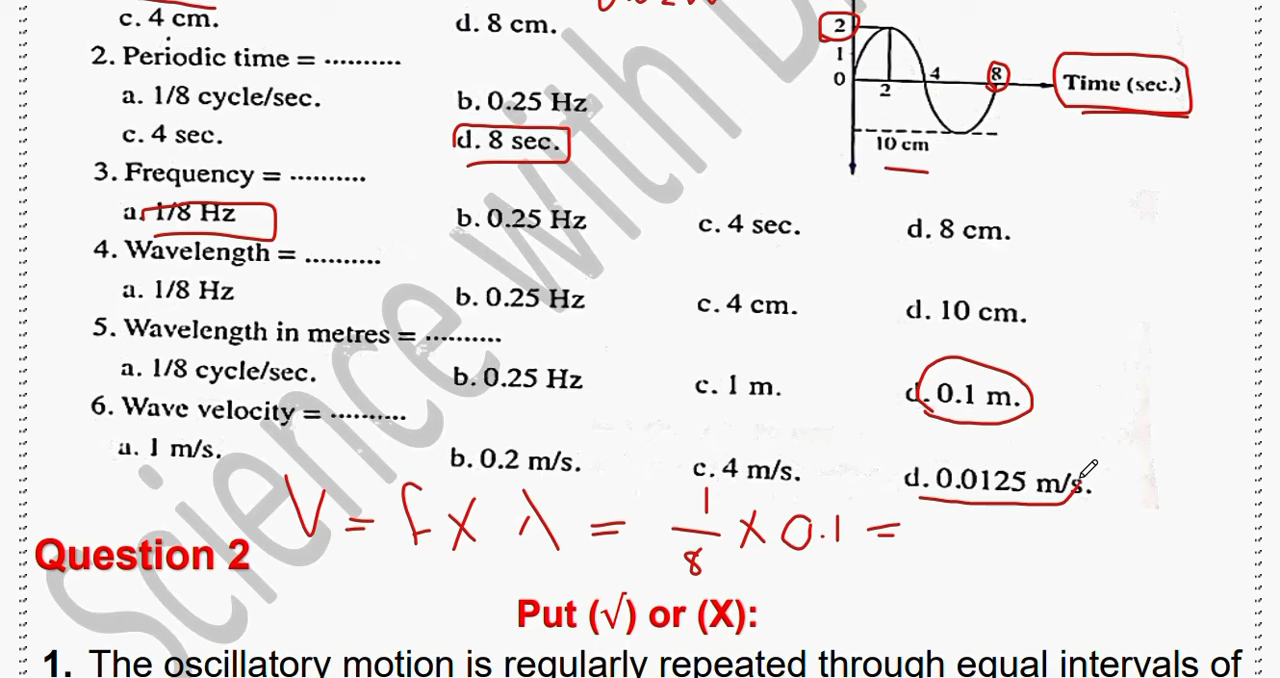 c. 4 cm.
d. 8 cm.
2. Periodic time = ..........
a. 1/8 cycle/sec.
b. 0.25 Hz
c. 4 sec.
d. 8 sec.
3. Frequency = ..........
a. 1/8 Hz
b. 0.25 Hz
c. 4 sec.
d. 8 cm.
4. Wavelength = ..........
a. 1/8 Hz
b. 0.25 Hz
c. 4 cm.
d. 10 cm.
5. Wavelength in metres = ..........
a. 1/8 cycle/sec.
b. 0.25 Hz
c. 1 m.
d. 0.1 m.
6. Wave velocity = ..........
a. 1 m/s.
b. 0.2 m/s.
c. 4 m/s.
d. 0.0125 m/s.
2
1
0
2
4
8
Time (sec.)
10 cm
V = f × λ = 1/8 × 0.1 =
Science with
Question 2
Put (√) or (X):
1. The oscillatory motion is regularly repeated through equal intervals of